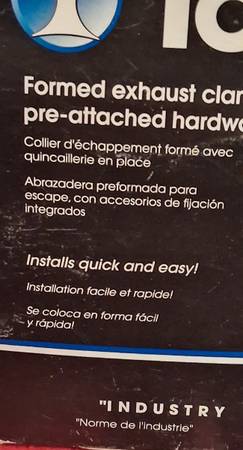 Formed exhaust clar
pre-attached hardw
Collier d'échappement formé avec
quincaillerie en place
Abrazadera preformada para
escape, con accesorios de fijación
integrados
Installs quick and easy!
Installation facile et rapide!
Se coloca en forma fácil
y rápida!
"INDUSTRY
"Norme de l'industrie"